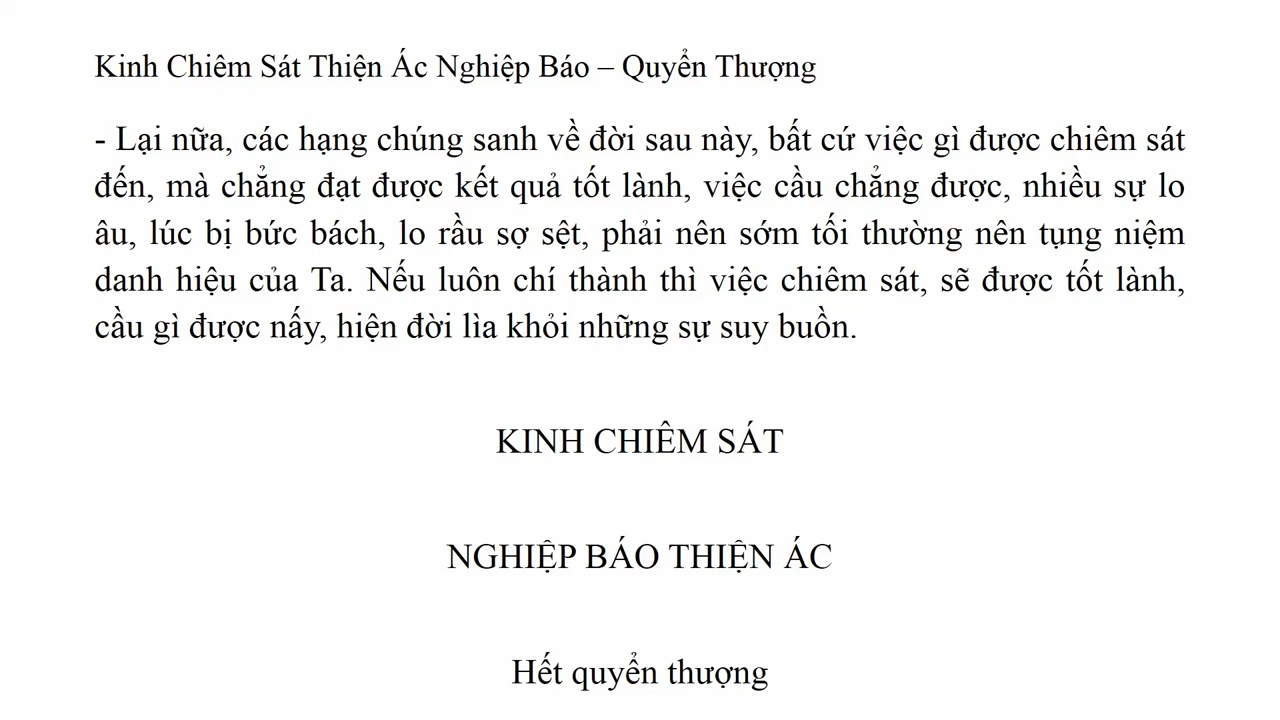 Kinh Chiêm Sát Thiện Ác Nghiệp Báo – Quyển Thượng
- Lại nữa, các hạng chúng sanh về đời sau này, bất cứ việc gì được chiêm sát
đến, mà chẳng đạt được kết quả tốt lành, việc cầu chẳng được, nhiều sự lo
âu, lúc bị bức bách, lo rầu sợ sệt, phải nên sớm tối thường nên tụng niệm
danh hiệu của Ta. Nếu luôn chí thành thì việc chiêm sát, sẽ được tốt lành,
cầu gì được nấy, hiện đời lìa khỏi những sự suy buồn.
KINH CHIÊM SÁT
NGHIỆP BÁO THIỆN ÁC
Hết quyển thượng